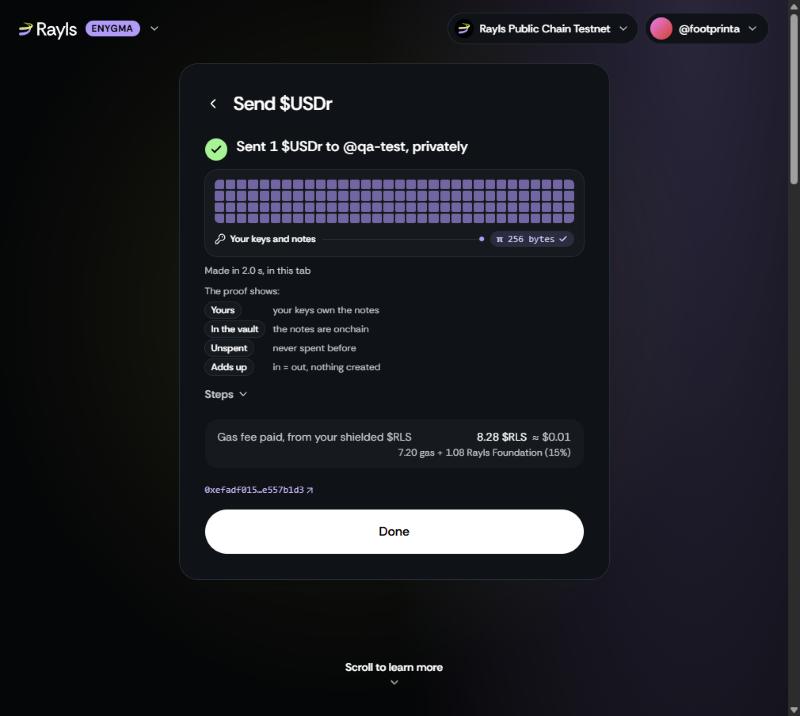 Rayls ENYGMA
Rayls Public Chain Testnet
@footprinta
Send $USDr
Sent 1 $USDr to @qa-test, privately
Your keys and notes
π 256 bytes ✓
Made in 2.0 s, in this tab
The proof shows:
Yours your keys own the notes
In the vault the notes are onchain
Unspent never spent before
Adds up in = out, nothing created
Steps
Gas fee paid, from your shielded $RLS 8.28 $RLS ≈ $0.01
7.20 gas + 1.08 Rayls Foundation (15%)
0xefadf015…e557b1d3 ↗
Done
Scroll to learn more